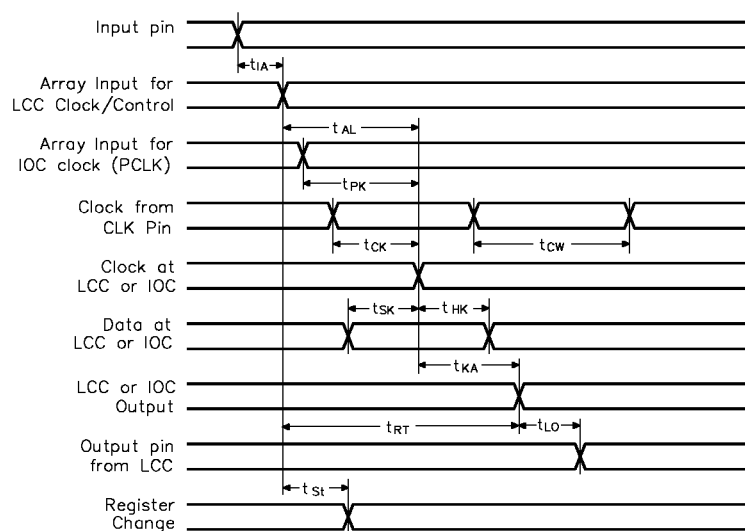 Input pin
tIA
Array Input for
LCC Clock/Control
tAL
Array Input for
IOC clock (PCLK)
tPK
Clock from
CLK Pin
tCK
tCW
Clock at
LCC or IOC
tSK
tHK
Data at
LCC or IOC
tKA
LCC or IOC
Output
tRT
tLO
Output pin
from LCC
tSt
Register
Change